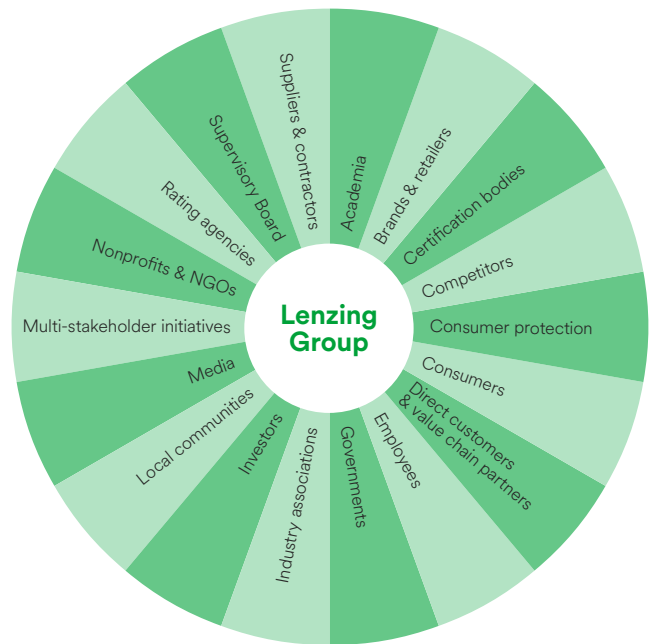 Lenzing
Group
Academia
Brands & retailers
Certification bodies
Competitors
Consumer protection
Consumers
Direct customers
& value chain partners
Employees
Governments
Industry associations
Investors
Local communities
Media
Multi-stakeholder initiatives
Nonprofits & NGOs
Rating agencies
Supervisory Board
Suppliers & contractors